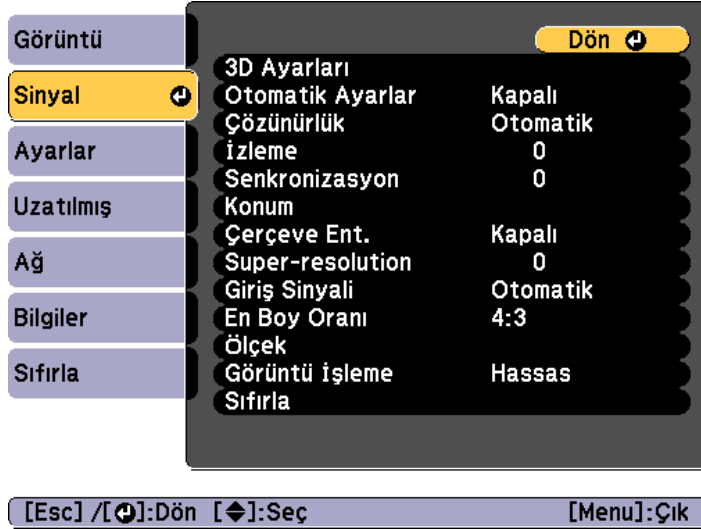 Görüntü
Sinyal
Ayarlar
Uzatılmış
Ağ
Bilgiler
Sıfırla
Dön
3D Ayarları
Otomatik Ayarlar Kapalı
Çözünürlük Otomatik
İzleme 0
Senkronizasyon 0
Konum
Çerçeve Ent. Kapalı
Super-resolution 0
Giriş Sinyali Otomatik
En Boy Oranı 4:3
Ölçek
Görüntü İşleme Hassas
Sıfırla
[Esc] /[]:Dön []:Seç [Menu]:Çık